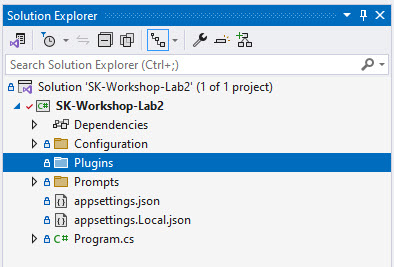 Solution Explorer
Search Solution Explorer (Ctrl+;)
Solution 'SK-Workshop-Lab2' (1 of 1 project)
C# SK-Workshop-Lab2
Dependencies
Configuration
Plugins
Prompts
appsettings.json
appsettings.Local.json
C# Program.cs